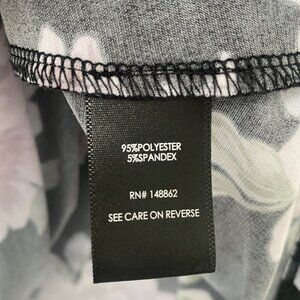 95%POLYESTER
5%SPANDEX
RN# 148862
SEE CARE ON REVERSE